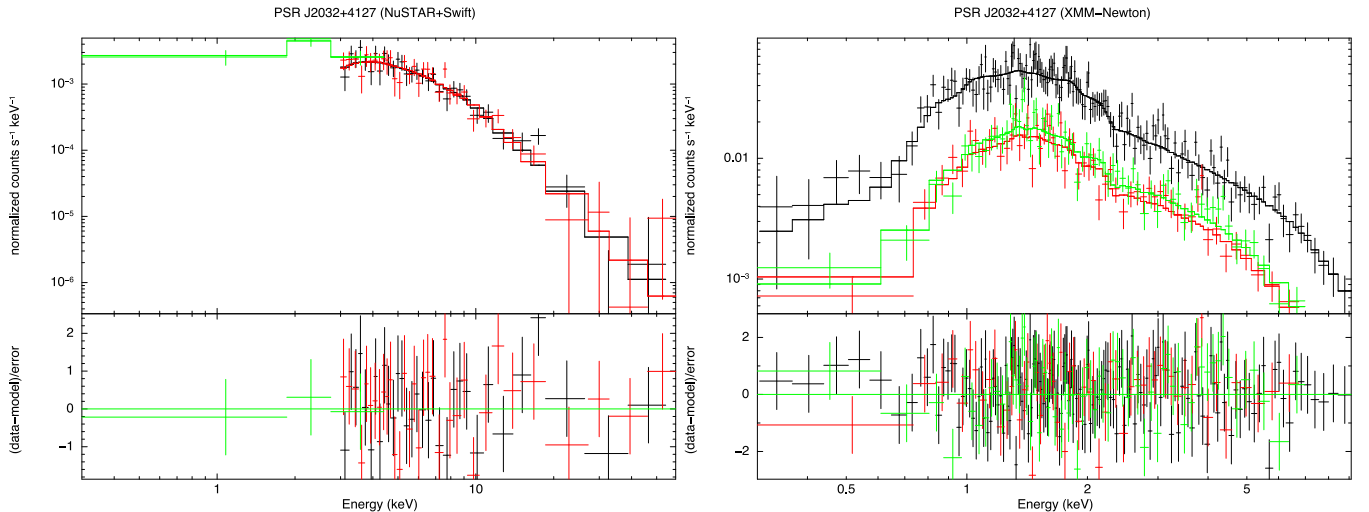 PSR J2032+4127 (NuSTAR+Swift)
normalized counts s⁻¹ keV⁻¹
10⁻³
10⁻⁴
10⁻⁵
10⁻⁶
(data−model)/error
2
1
0
−1
1
10
Energy (keV)
PSR J2032+4127 (XMM−Newton)
normalized counts s⁻¹ keV⁻¹
0.01
10⁻³
(data−model)/error
2
0
−2
0.5
1
2
5
Energy (keV)